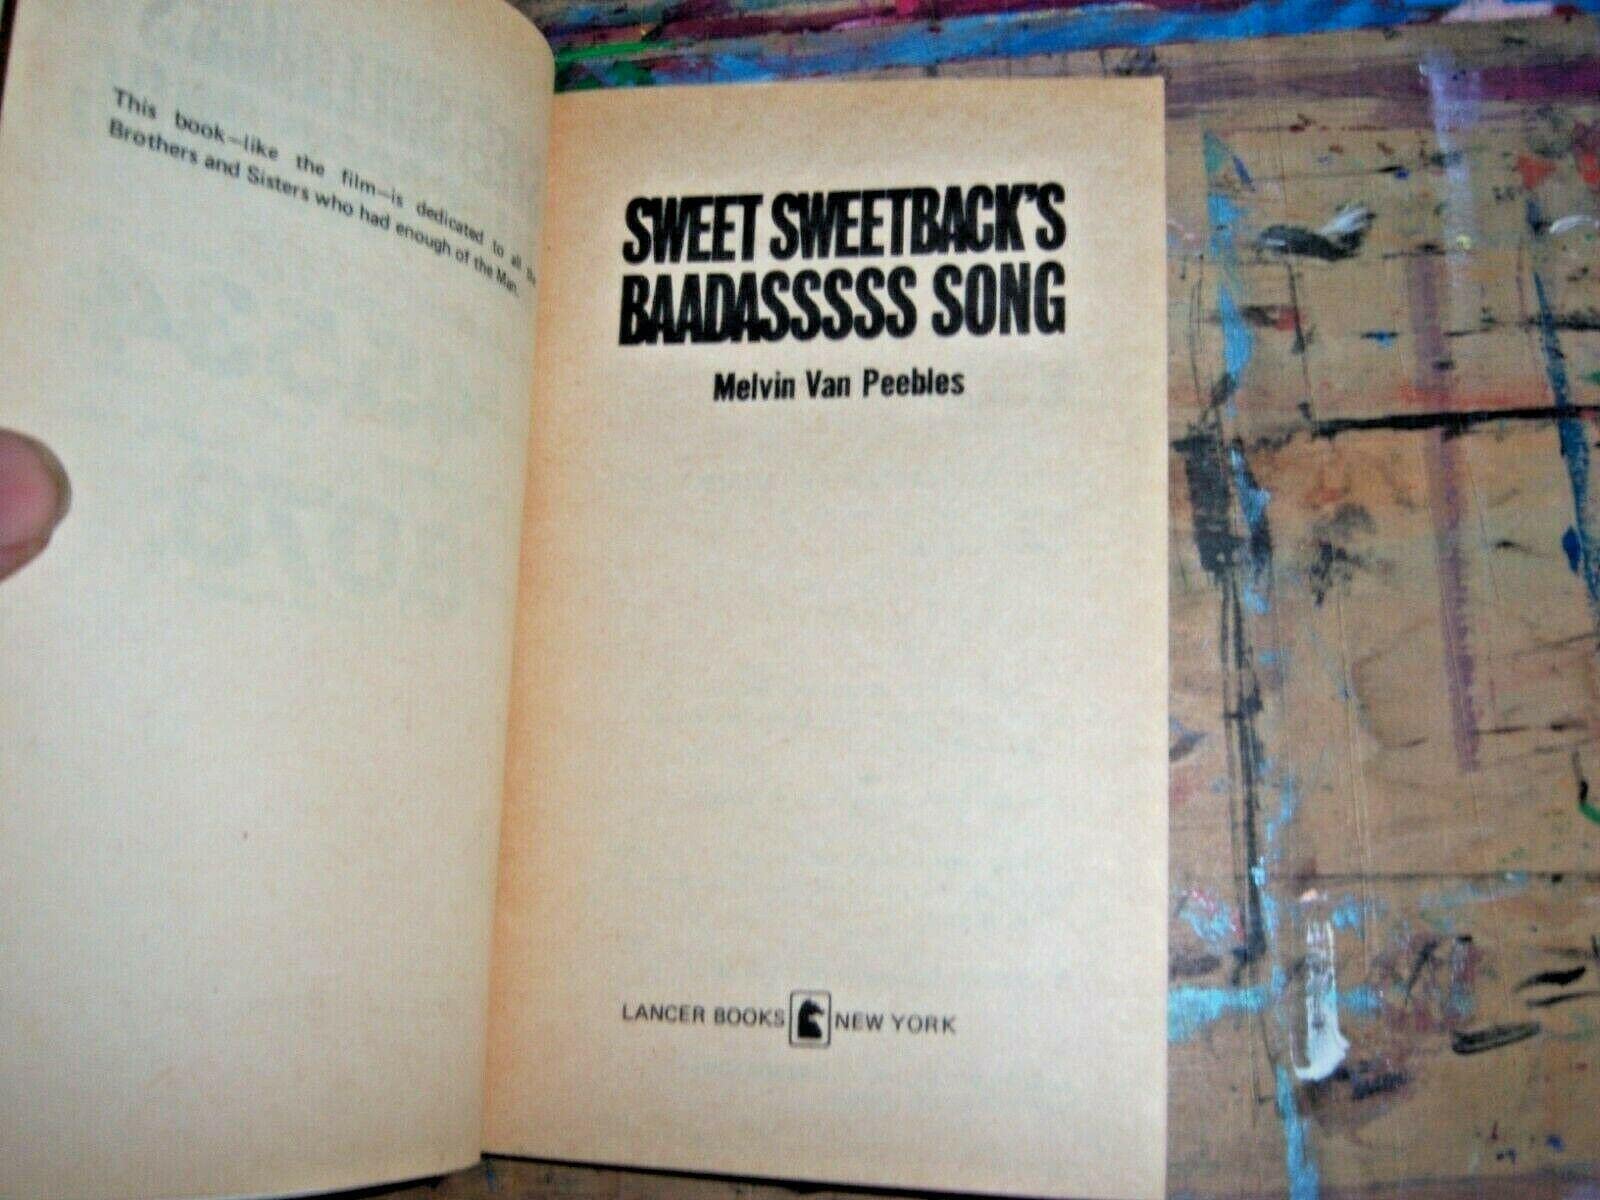 This book—like the film—is dedicated to all the
Brothers and Sisters who had enough of the Man.
SWEET SWEETBACK'S
BAADASSSSS SONG
Melvin Van Peebles
LANCER BOOKS NEW YORK